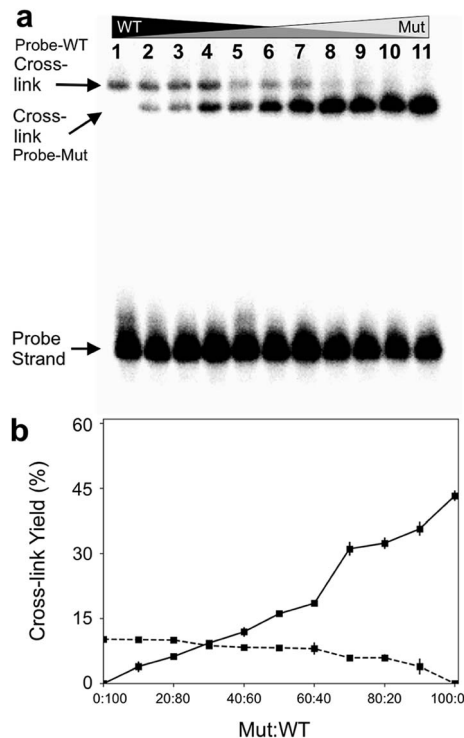 a
WT Mut
Probe-WT
Cross-link
1 2 3 4 5 6 7 8 9 10 11
Cross-link
Probe-Mut
Probe
Strand
b
Cross-link Yield (%)
60
45
30
15
0
0:100 20:80 40:60 60:40 80:20 100:0
Mut:WT